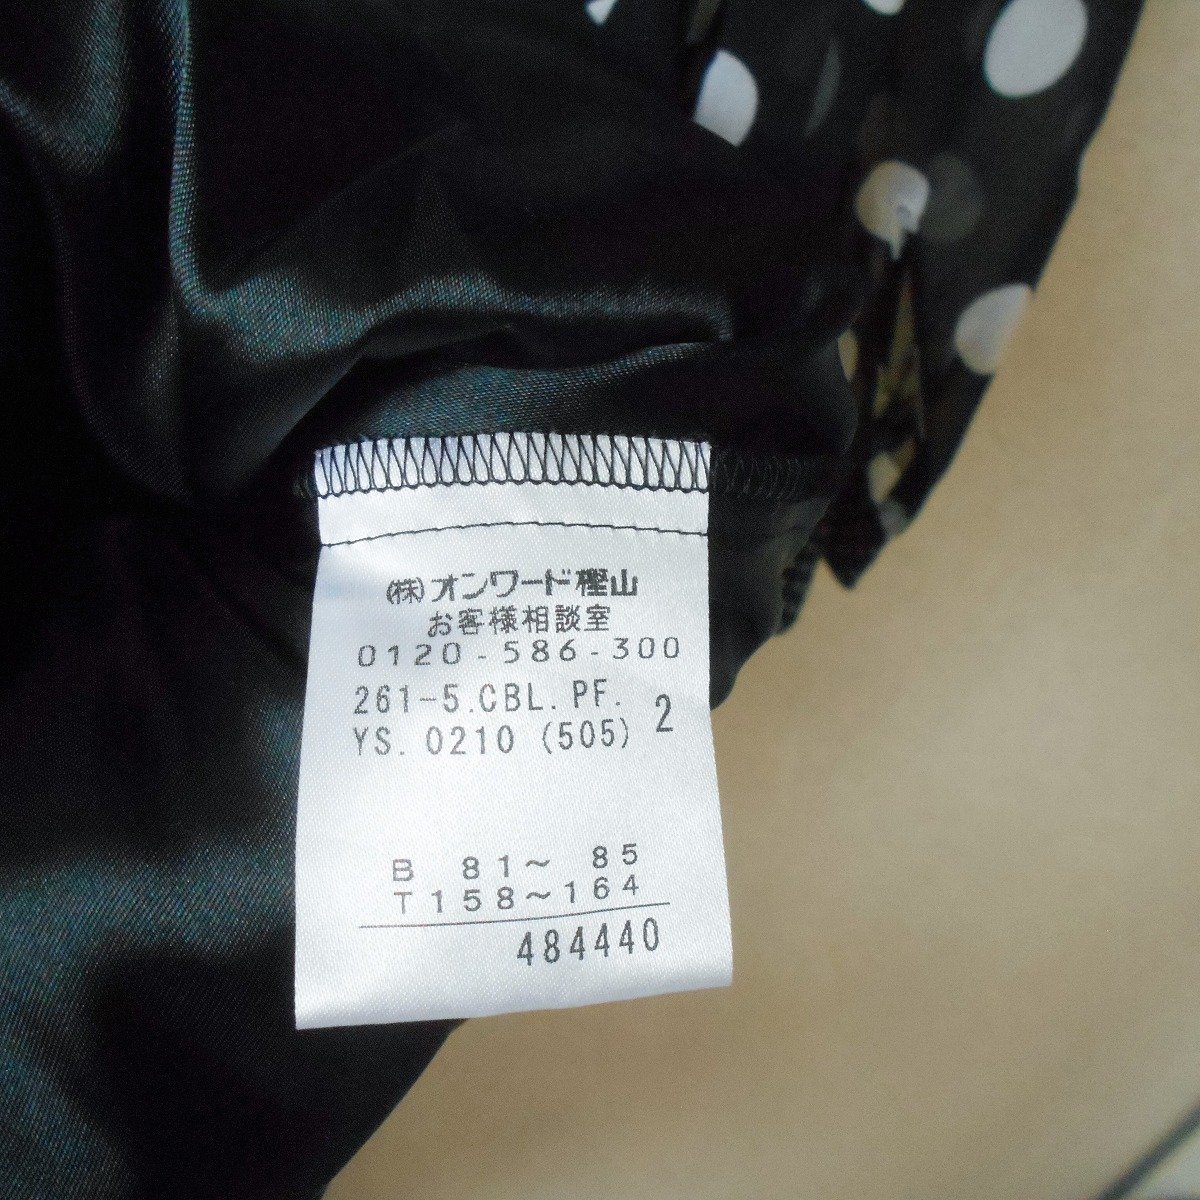 (株)オンワード樫山
お客様相談室
0120-586-300
261-5.CBL.PF. 2
YS. 0210 (505)
B 81〜 85
T158〜164
484440